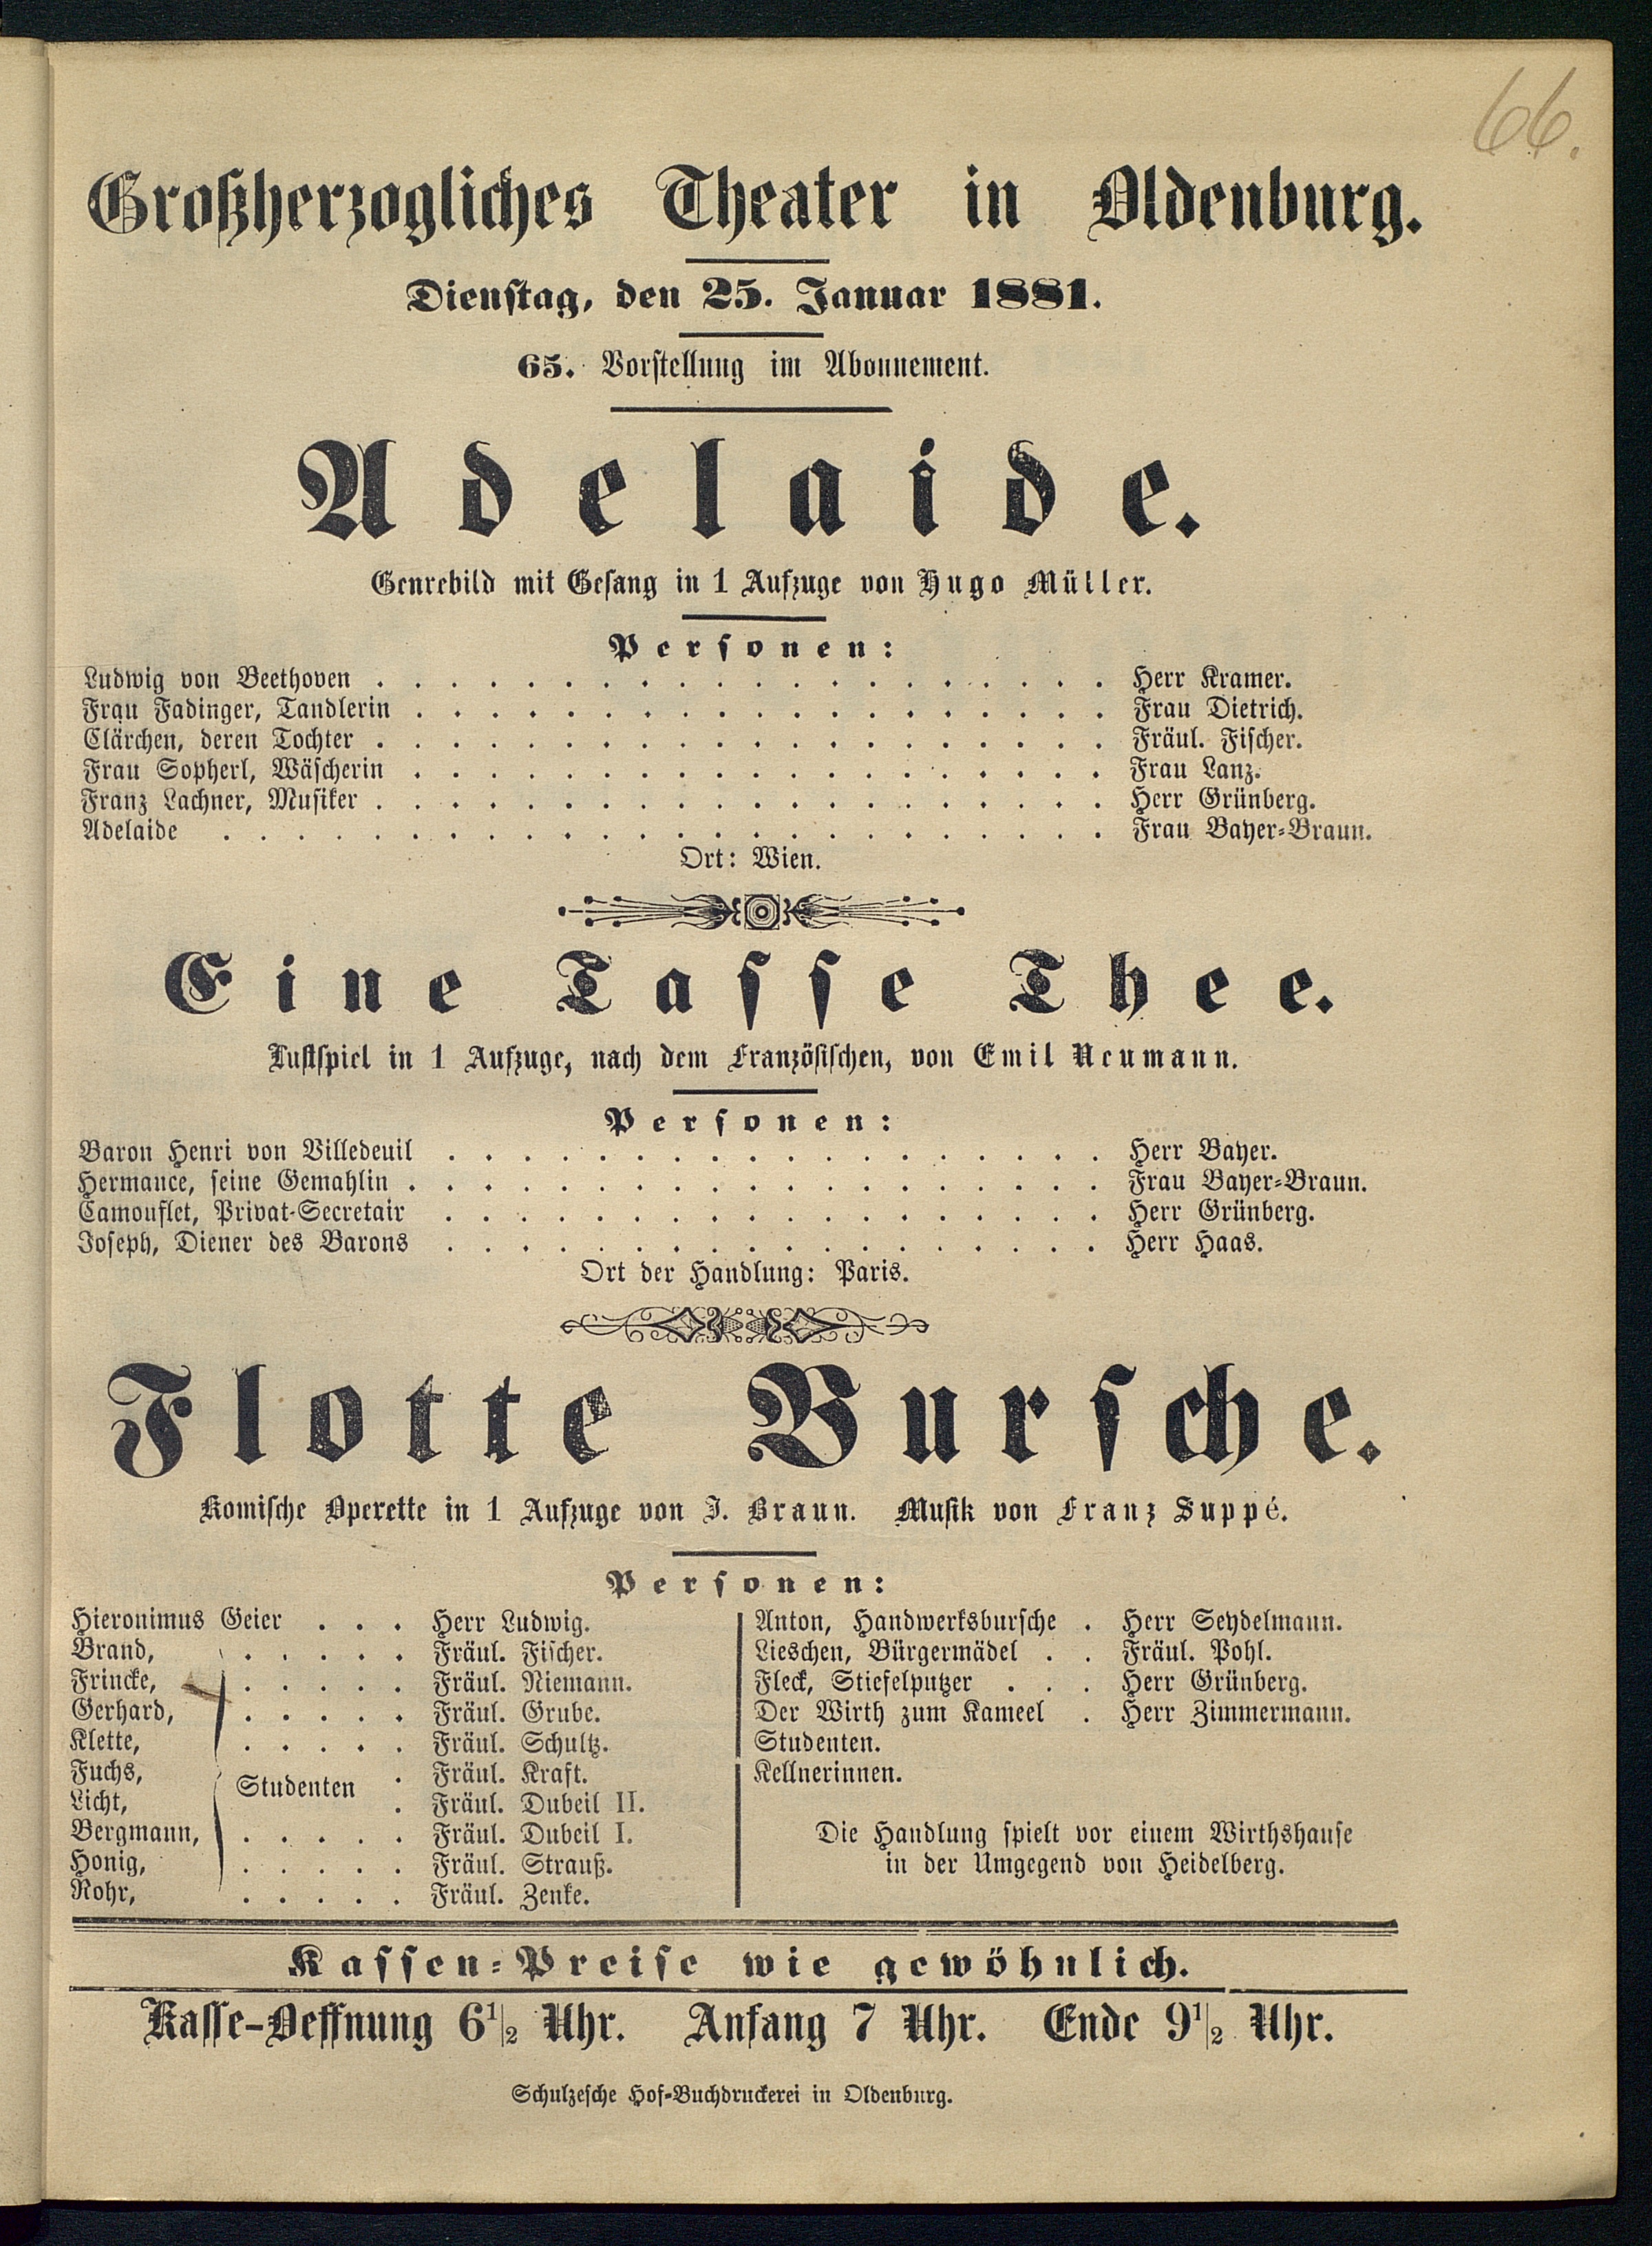 66.
Großherzogliches Theater in Oldenburg.
Dienstag, den 25. Januar 1881.
65. Vorstellung im Abonnement.
Adelaide.
Genrebild mit Gesang in 1 Aufzuge von Hugo Müller.
Personen:
Ludwig von Beethoven . . . . . . . . . . . . . . . . . . . . Herr Kramer.
Frau Fadinger, Tandlerin . . . . . . . . . . . . . . . . . . . Frau Dietrich.
Clärchen, deren Tochter . . . . . . . . . . . . . . . . . . . . Fräul. Fischer.
Frau Sopherl, Wäscherin . . . . . . . . . . . . . . . . . . . Frau Lanz.
Franz Lachner, Musiker . . . . . . . . . . . . . . . . . . . . Herr Grünberg.
Adelaide . . . . . . . . . . . . . . . . . . . . . . . . Frau Bayer-Braun.
Ort: Wien.
Eine Tasse Thee.
Lustspiel in 1 Aufzuge, nach dem Französischen, von Emil Neumann.
Personen:
Baron Henri von Villedeuil . . . . . . . . . . . . . . . . . . Herr Bayer.
Hermance, seine Gemahlin . . . . . . . . . . . . . . . . . . . Frau Bayer-Braun.
Camouflet, Privat-Secretair . . . . . . . . . . . . . . . . . . Herr Grünberg.
Joseph, Diener des Barons . . . . . . . . . . . . . . . . . . Herr Haas.
Ort der Handlung: Paris.
Flotte Bursche.
Komische Operette in 1 Aufzuge von J. Braun. Musik von Franz Suppé.
Personen:
Hieronimus Geier . . . Herr Ludwig.
Brand, . . . . . Fräul. Fischer.
Frincke, . . . . . Fräul. Niemann.
Gerhard, . . . . . Fräul. Grube.
Klette, . . . . . Fräul. Schultz.
Fuchs, . Fräul. Kraft.
Studenten
Licht, . Fräul. Dubeil II.
Bergmann, . . . . . Fräul. Dubeil I.
Honig, . . . . . Fräul. Strauß.
Rohr, . . . . . Fräul. Zenke.
Anton, Handwerksbursche . Herr Seydelmann.
Lieschen, Bürgermädel . . Fräul. Pohl.
Fleck, Stiefelputzer . . . Herr Grünberg.
Der Wirth zum Kameel . Herr Zimmermann.
Studenten.
Kellnerinnen.
Die Handlung spielt vor einem Wirthshause
in der Umgegend von Heidelberg.
Kassen-Preise wie gewöhnlich.
Kasse-Oeffnung 6½ Uhr. Anfang 7 Uhr. Ende 9½ Uhr.
Schulzesche Hof-Buchdruckerei in Oldenburg.